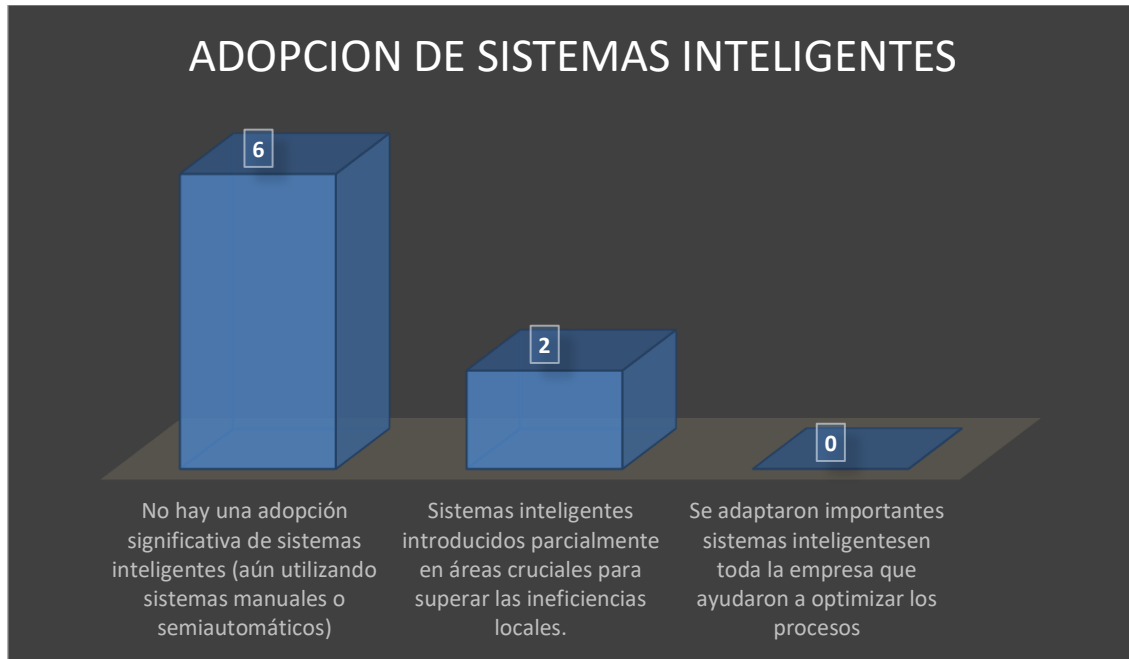 ADOPCION DE SISTEMAS INTELIGENTES
6
2
0
No hay una adopción
significativa de sistemas
inteligentes (aún utilizando
sistemas manuales o
semiautomáticos)
Sistemas inteligentes
introducidos parcialmente
en áreas cruciales para
superar las ineficiencias
locales.
Se adaptaron importantes
sistemas inteligentesen
toda la empresa que
ayudaron a optimizar los
procesos